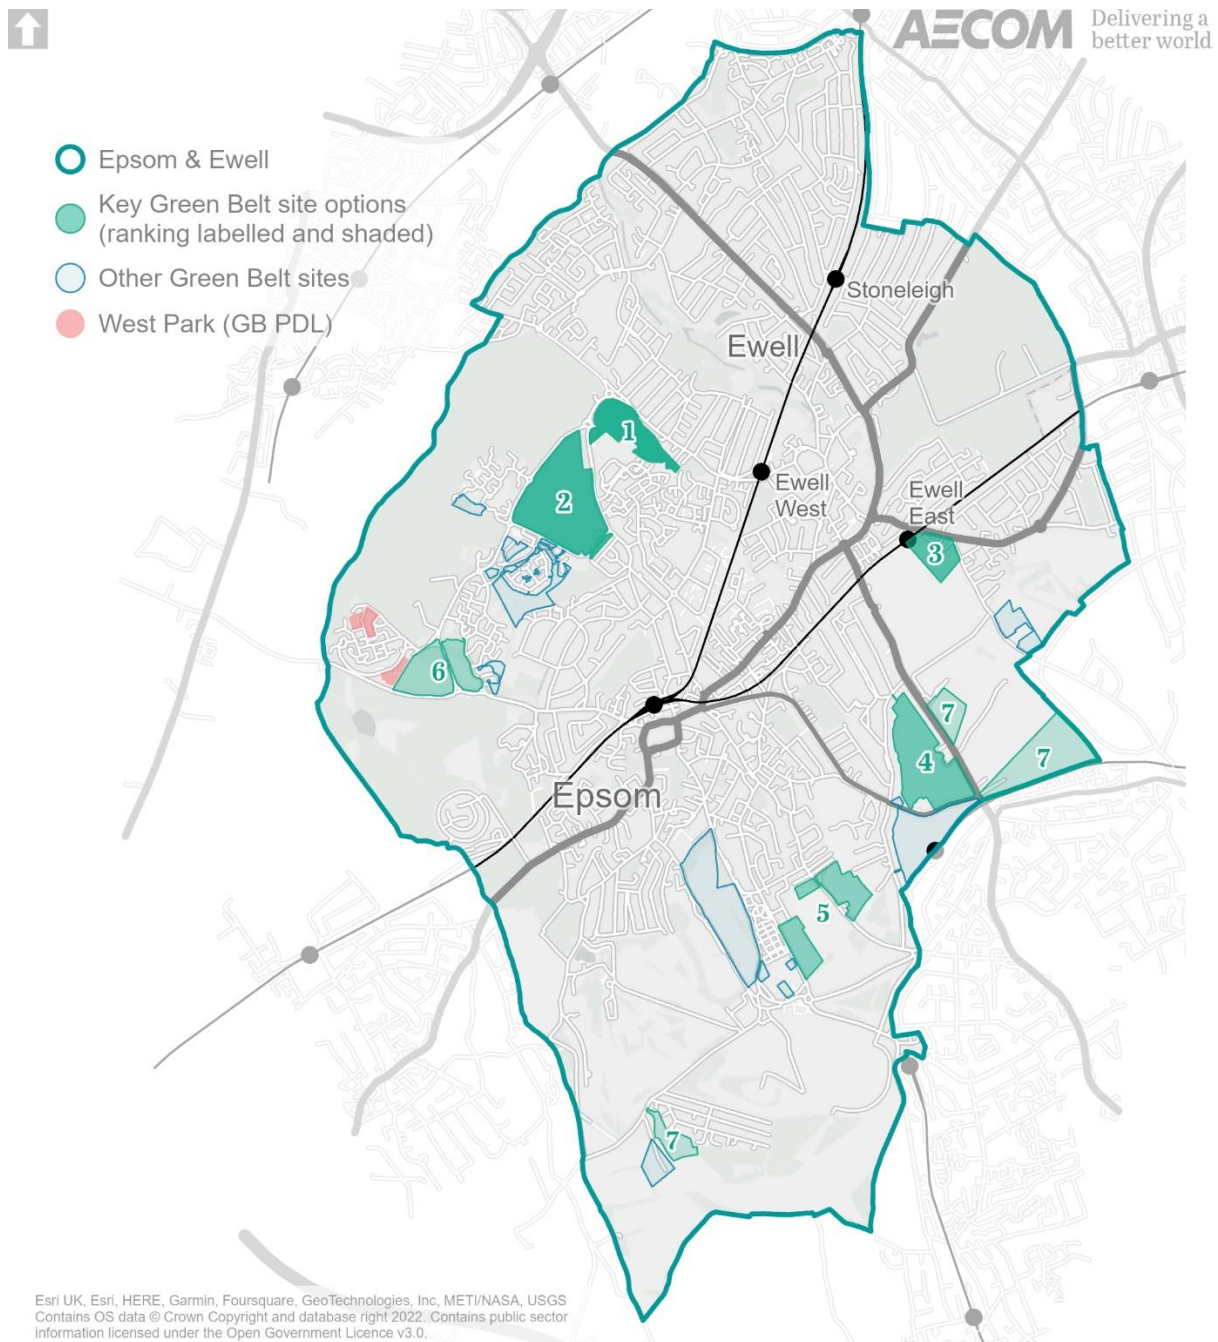 AECOM
Delivering a
better world
Epsom & Ewell
Key Green Belt site options
(ranking labelled and shaded)
Other Green Belt sites
West Park (GB PDL)
Stoneleigh
Ewell
1
Ewell
West
2
Ewell
East
3
6
7
4
7
Epsom
5
7
Esri UK, Esri, HERE, Garmin, Foursquare, GeoTechnologies, Inc, METI/NASA, USGS
Contains OS data © Crown Copyright and database right 2022. Contains public sector
information licensed under the Open Government Licence v3.0.